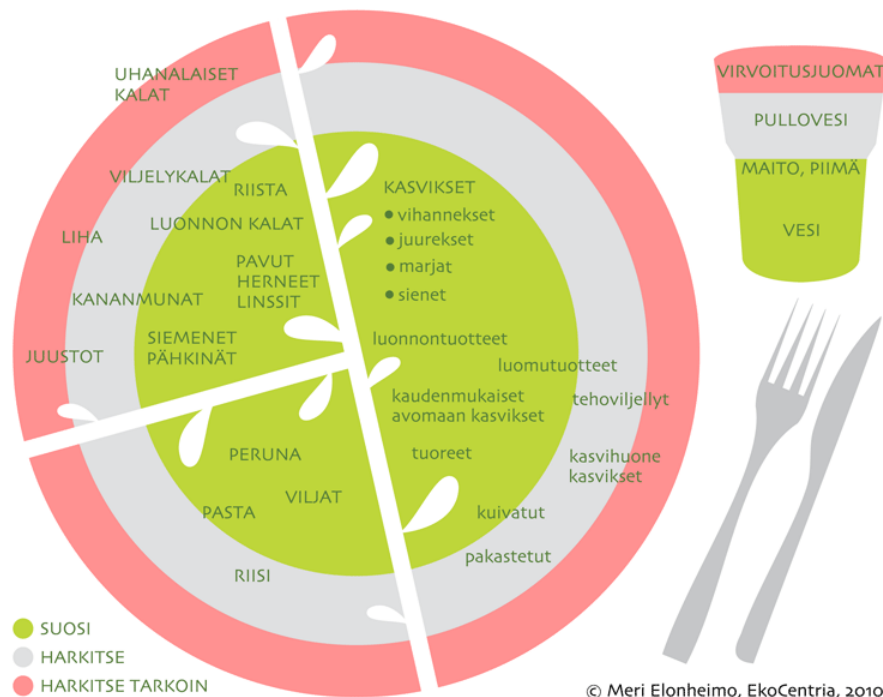 UHANALAISET
KALAT
VILJELYKALAT
RIISTA
LUONNON KALAT
LIHA
PAVUT
HERNEET
LINSSIT
KANANMUNAT
SIEMENET
PÄHKINÄT
JUUSTOT
KASVIKSET
• vihannekset
• juurekset
• marjat
• sienet
luonnontuotteet
luomutuotteet
kaudenmukaiset
avomaan kasvikset
tehoviljellyt
tuoreet
kasvihuone
kasvikset
kuivatut
pakastetut
PERUNA
VILJAT
PASTA
RIISI
VIRVOITUSJUOMAT
PULLOVESI
MAITO, PIIMÄ
VESI
SUOSI
HARKITSE
HARKITSE TARKOIN
© Meri Elonheimo, EkoCentria, 2010